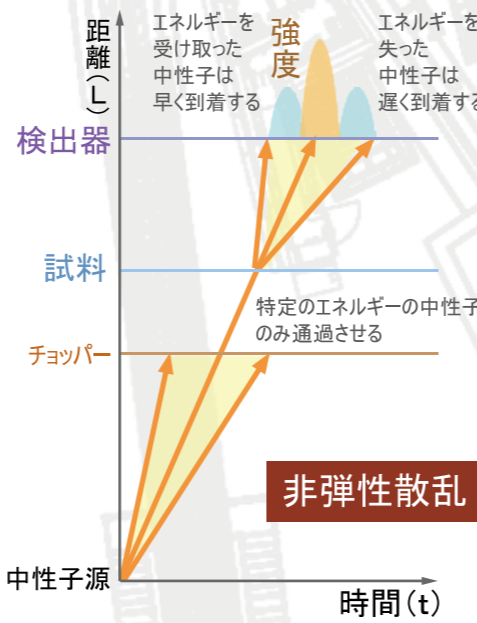 距離(L)
エネルギーを
受け取った
中性子は
早く到着する
強度
エネルギーを
失った
中性子は
遅く到着する
検出器
試料
特定のエネルギーの中性子
のみ通過させる
チョッパー
非弾性散乱
中性子源
時間(t)